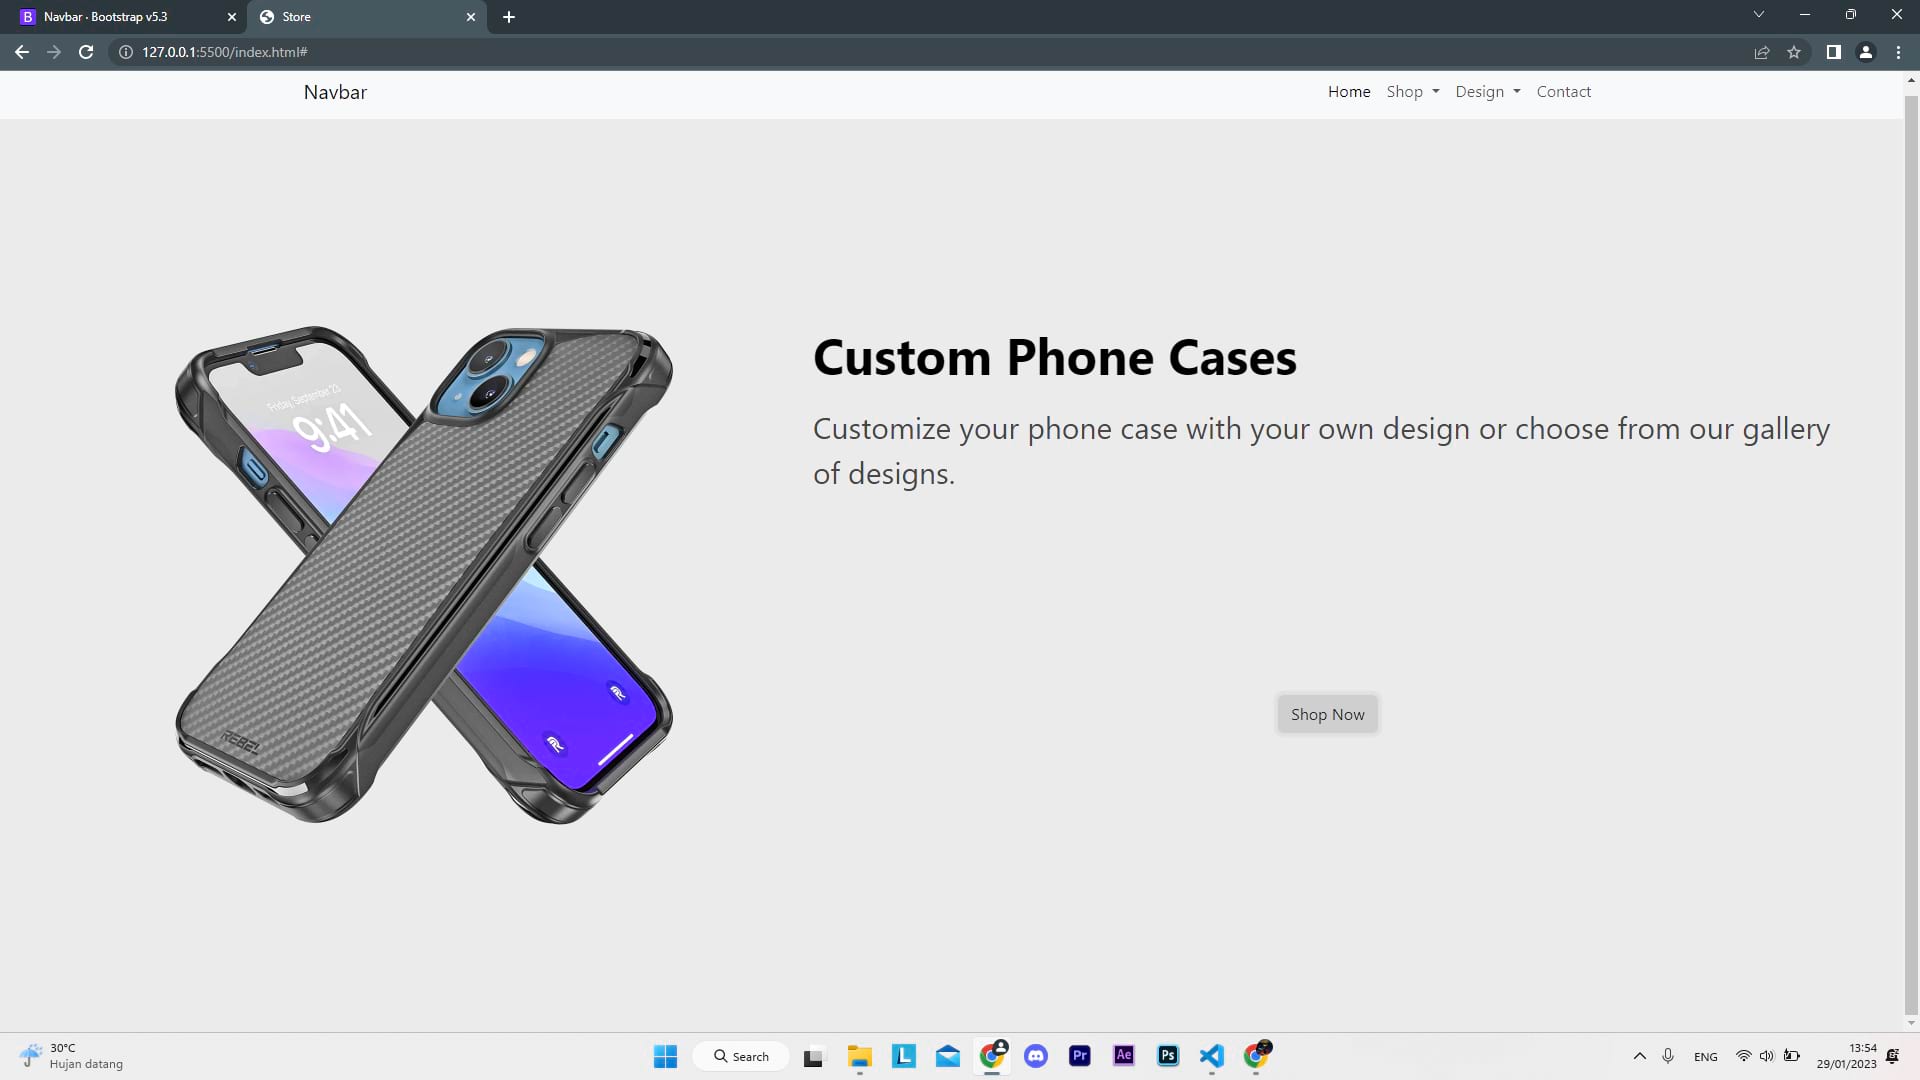 Navbar · Bootstrap v5.3
Store
127.0.0.1:5500/index.html#
Navbar
Home
Shop
Design
Contact
Friday, September 23
9:41
REBEL
Custom Phone Cases
Customize your phone case with your own design or choose from our gallery
of designs.
Shop Now
30°C
Hujan datang
Search
L
Pr
Ae
Ps
ENG
13:54
29/01/2023